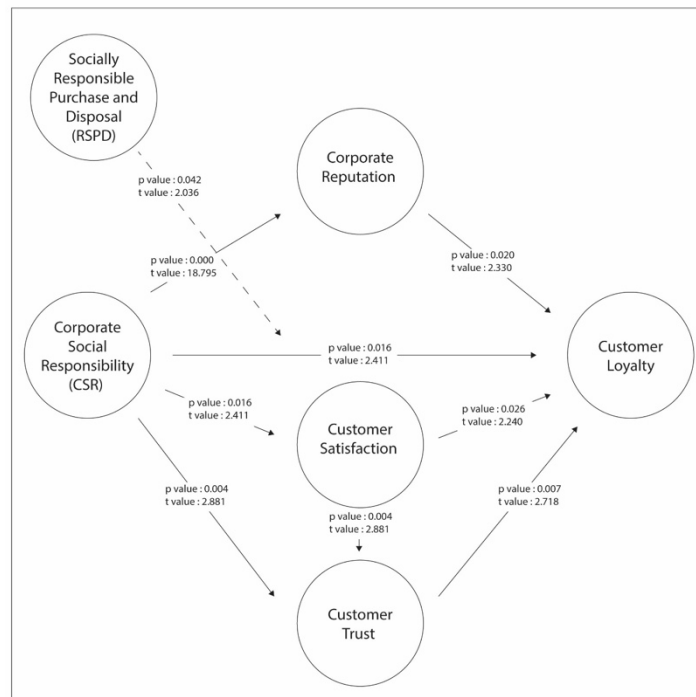 Socially
Responsible
Purchase and
Disposal
(RSPD)
p value : 0.042
t value : 2.036
Corporate
Reputation
p value : 0.000
t value : 18.795
p value : 0.020
t value : 2.330
Corporate
Social
Responsibility
(CSR)
p value : 0.016
t value : 2.411
Customer
Loyalty
p value : 0.016
t value : 2.411
Customer
Satisfaction
p value : 0.026
t value : 2.240
p value : 0.004
t value : 2.881
p value : 0.004
t value : 2.881
p value : 0.007
t value : 2.718
Customer
Trust